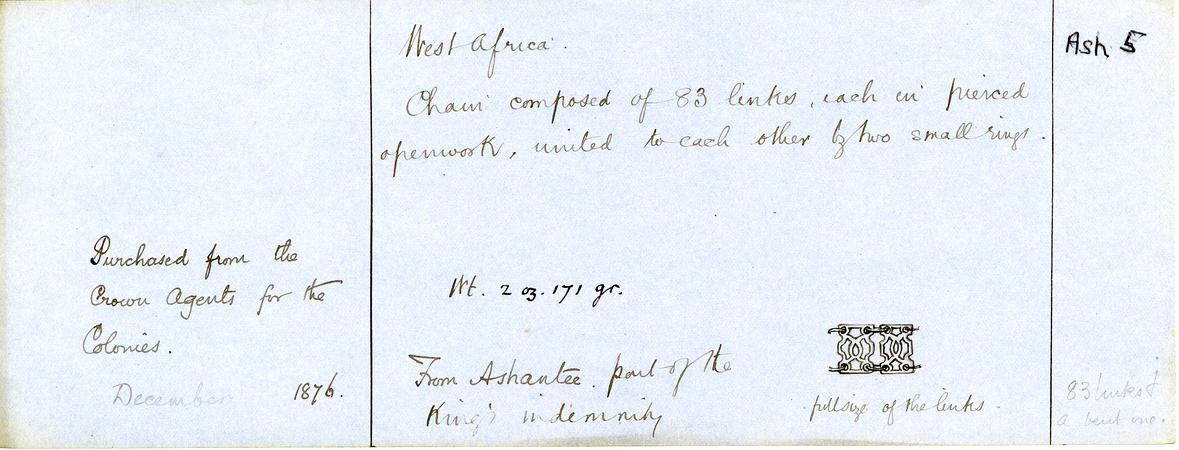 West Africa.
Chain composed of 83 links, each in pierced
openwork, united to each other by two small rings.
Purchased from the
Crown Agents for the
Colonies.
December 1876.
Wt. 2 oz. 171 gr.
From Ashantee. part of the
King's indemnity
full size of the links.
Ash 5
83 links &
a bent one.